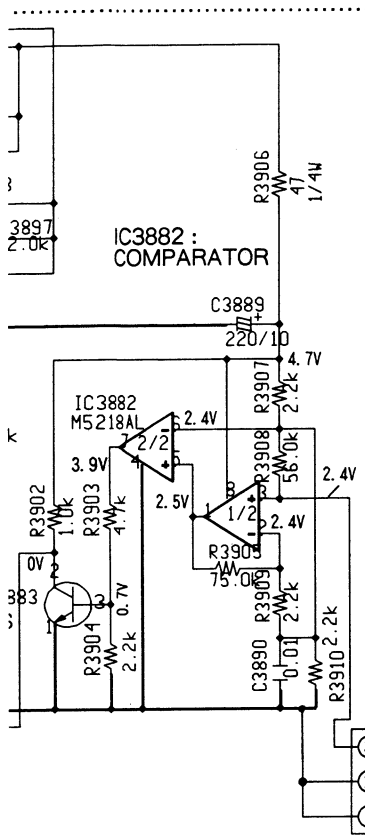 R3906
47
1/4W
3897
2.0k
IC3882 :
COMPARATOR
C3889
+
220/10
4.7V
R3907
2.2k
IC3882
M5218AL
7
2/2
4
-
+
6
5
2.4V
R3908
56.0k
2.4V
3.9V
2.5V
1
8
1/2
+
-
3
2
2.4V
R3902
1.0k
R3903
4.7k
R3905
75.0k
R3909
2.2k
0V
2
883
3
1
0.7V
R3904
2.2k
C3890
0.01
2.2k
R3910